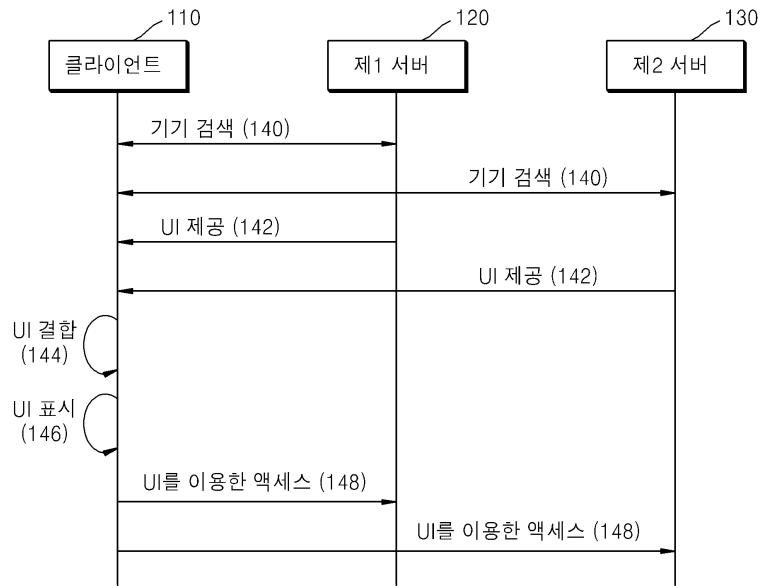 110
120
130
클라이언트
제1 서버
제2 서버
기기 검색 (140)
기기 검색 (140)
UI 제공 (142)
UI 제공 (142)
UI 결합
(144)
UI 표시
(146)
UI를 이용한 액세스 (148)
UI를 이용한 액세스 (148)